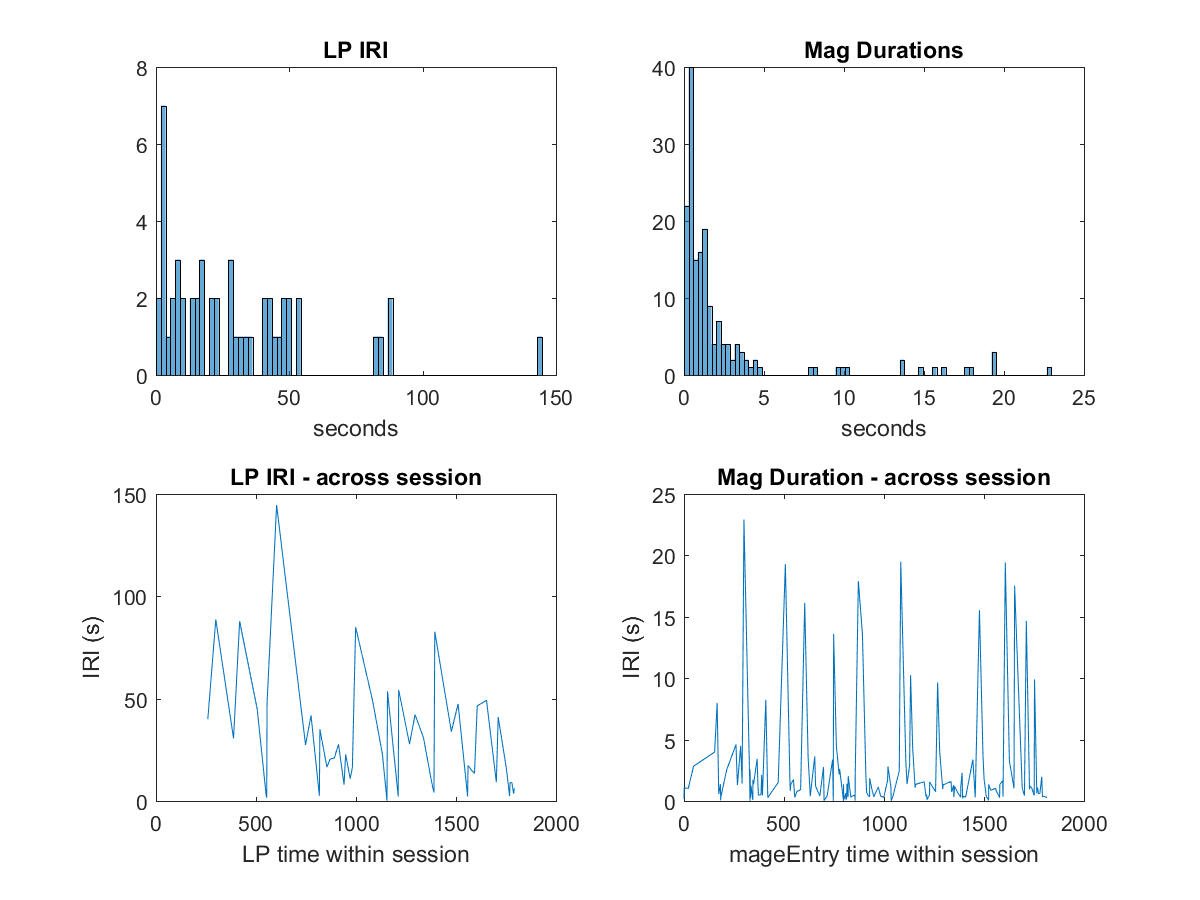 LP IRI
8
6
4
2
0
0 50 100 150
seconds
Mag Durations
40
30
20
10
0
0 5 10 15 20 25
seconds
LP IRI - across session
150
100
50
0
IRI (s)
0 500 1000 1500 2000
LP time within session
Mag Duration - across session
25
20
15
10
5
0
IRI (s)
0 500 1000 1500 2000
mageEntry time within session